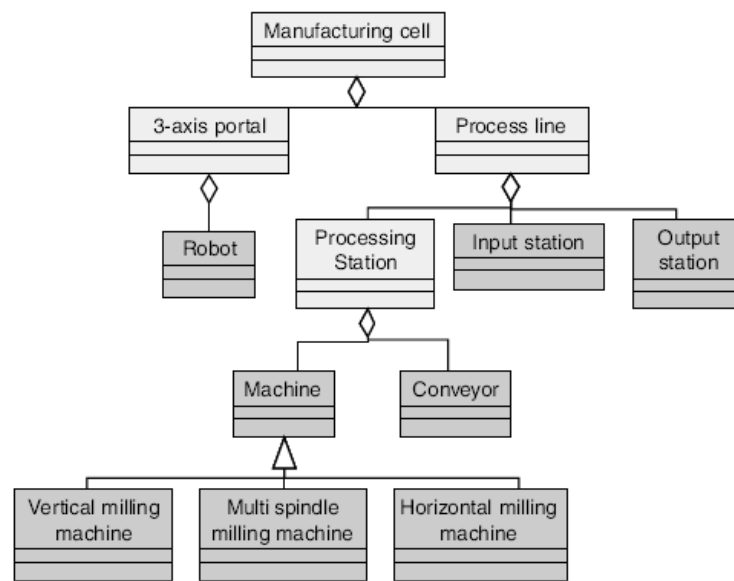 Manufacturing cell
3-axis portal
Process line
Robot
Processing
Station
Input station
Output
station
Machine
Conveyor
Vertical milling
machine
Multi spindle
milling machine
Horizontal milling
machine